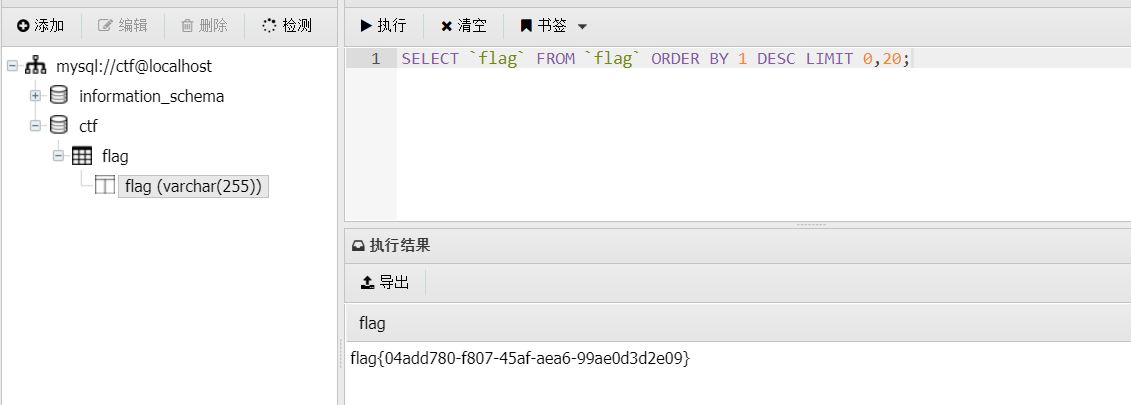 添加 编辑 删除 检测
mysql://ctf@localhost
information_schema
ctf
flag
flag (varchar(255))
执行 清空 书签
1 SELECT `flag` FROM `flag` ORDER BY 1 DESC LIMIT 0,20;
执行结果
导出
flag
flag{04add780-f807-45af-aea6-99ae0d3d2e09}